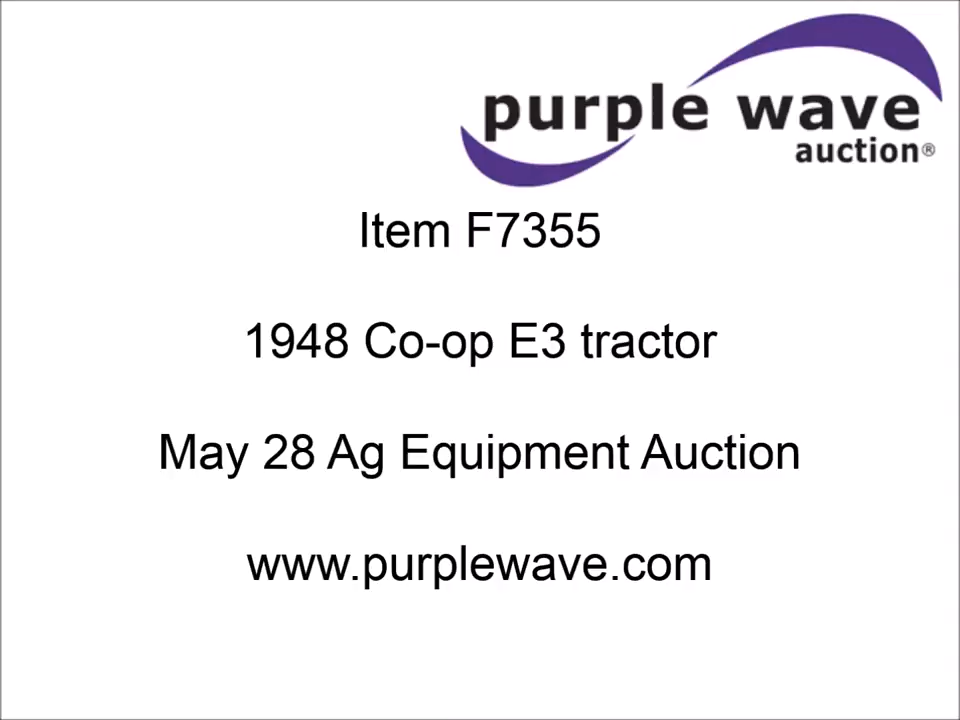 purple wave
auction®
Item F7355
1948 Co-op E3 tractor
May 28 Ag Equipment Auction
www.purplewave.com